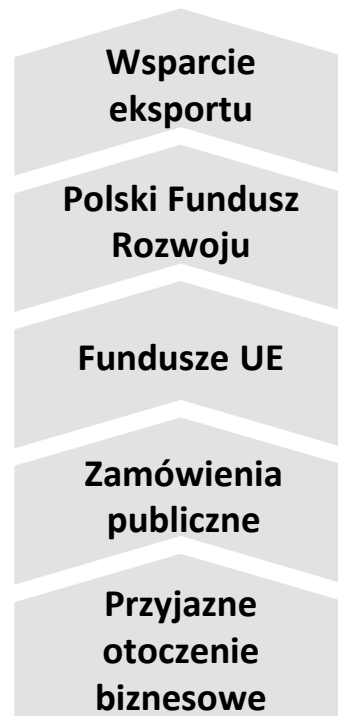 Wsparcie
eksportu
Polski Fundusz
Rozwoju
Fundusze UE
Zamówienia
publiczne
Przyjazne
otoczenie
biznesowe